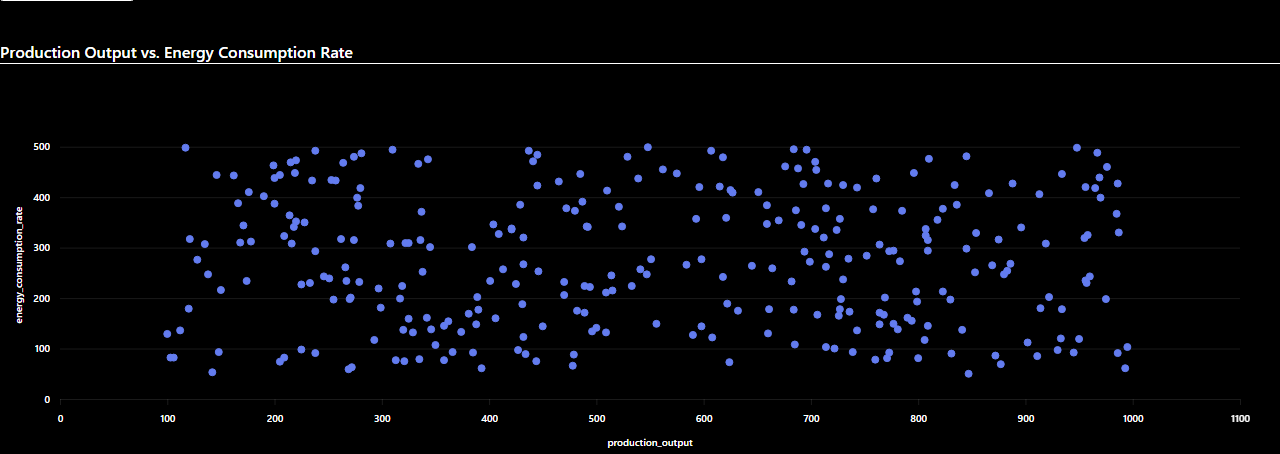 Production Output vs. Energy Consumption Rate
energy_consumption_rate
500
400
300
200
100
0
0 100 200 300 400 500 600 700 800 900 1000 1100
production_output